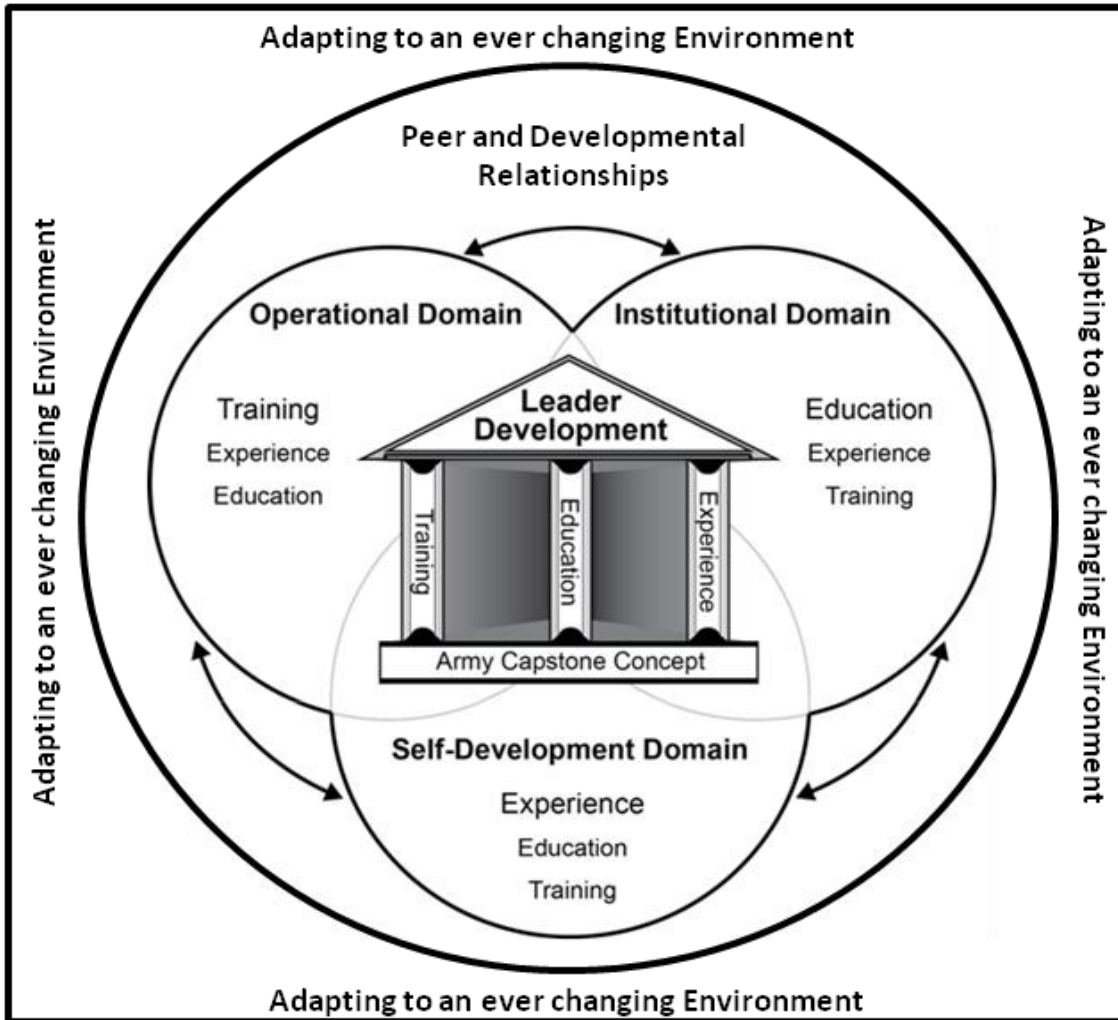 Adapting to an ever changing Environment
Peer and Developmental
Relationships
Adapting to an ever changing Environment
Adapting to an ever changing Environment
Operational Domain
Institutional Domain
Training
Experience
Education
Leader
Development
Education
Experience
Training
Training
Education
Experience
Army Capstone Concept
Self-Development Domain
Experience
Education
Training
Adapting to an ever changing Environment